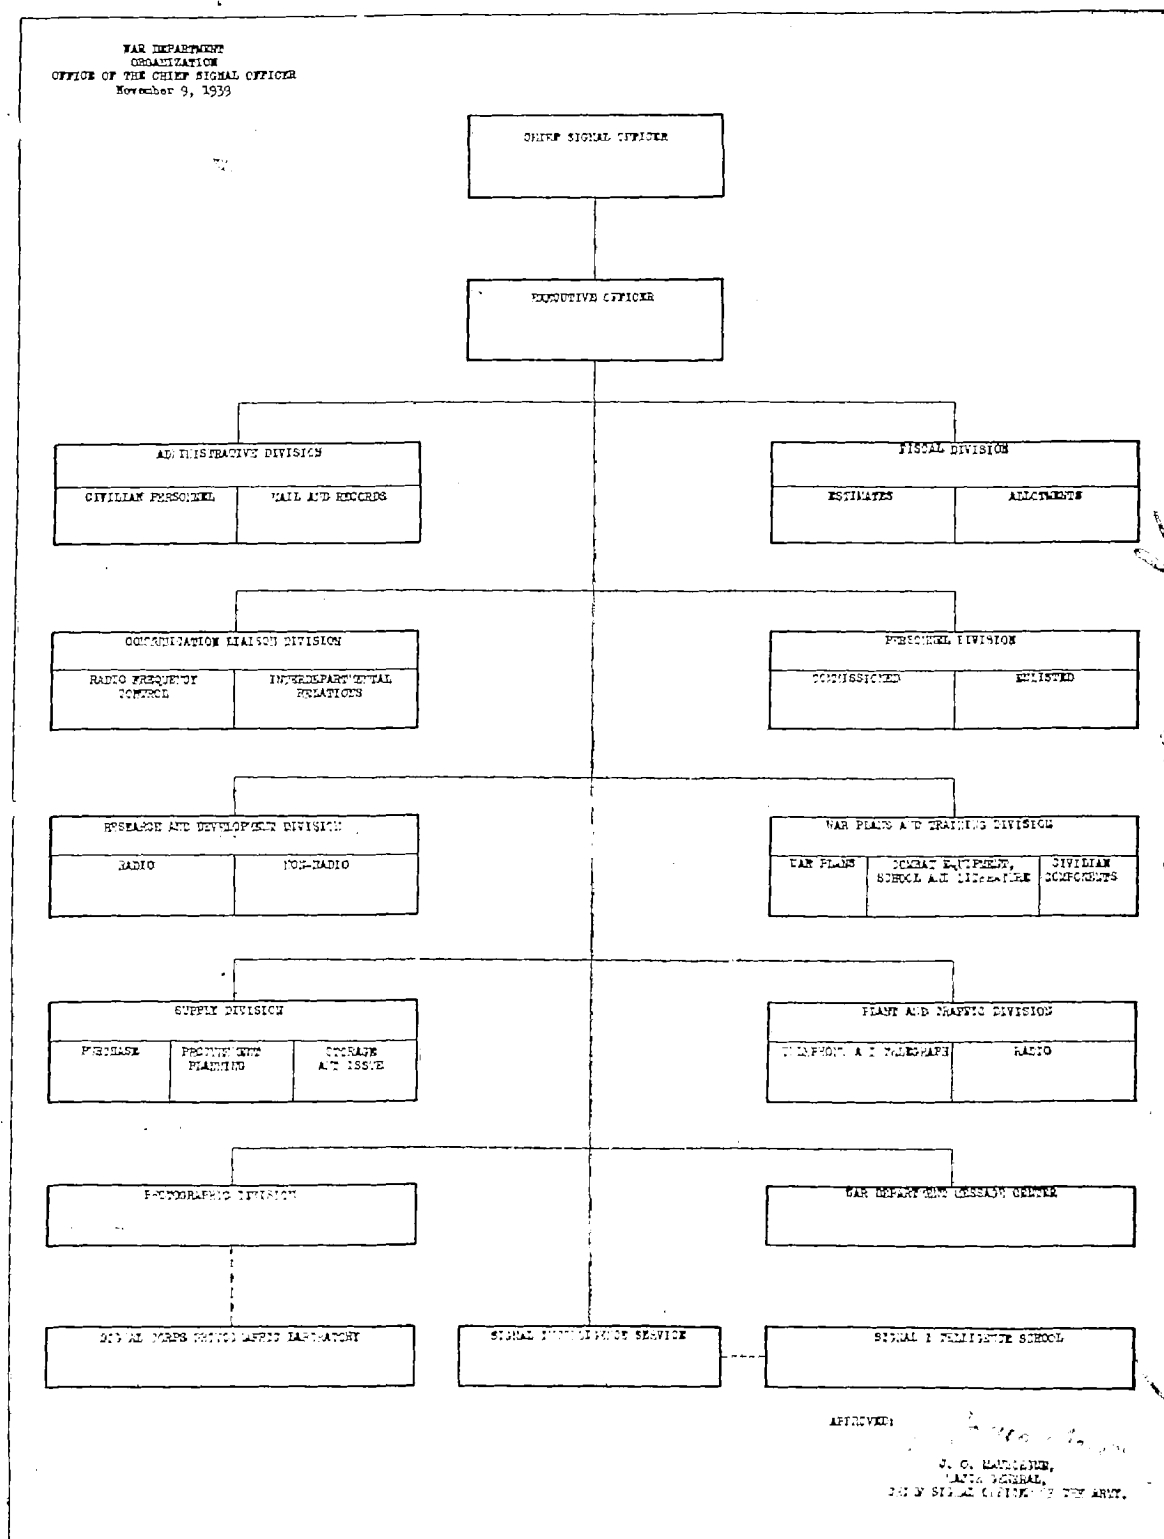 WAR DEPARTMENT
ORGANIZATION
OFFICE OF THE CHIEF SIGNAL OFFICER
November 9, 1939
CHIEF SIGNAL OFFICER
EXECUTIVE OFFICER
ADMINISTRATIVE DIVISION
CIVILIAN PERSONNEL
MAIL AND RECORDS
FISCAL DIVISION
ESTIMATES
ALLOTMENTS
COMMUNICATION LIAISON DIVISION
RADIO FREQUENCY
CONTROL
INTERDEPARTMENTAL
RELATIONS
PERSONNEL DIVISION
COMMISSIONED
ENLISTED
RESEARCH AND DEVELOPMENT DIVISION
RADIO
NON-RADIO
WAR PLANS AND TRAINING DIVISION
WAR PLANS
COMBAT EQUIPMENT,
SCHOOL AND LITERATURE
CIVILIAN
COMPONENTS
SUPPLY DIVISION
PURCHASE
PROCUREMENT
PLANNING
STORAGE
AND ISSUE
PLANT AND TRAFFIC DIVISION
TELEPHONE AND TELEGRAPH
RADIO
PHOTOGRAPHIC DIVISION
WAR DEPARTMENT MESSAGE CENTER
SIGNAL CORPS PHOTOGRAPHIC LABORATORY
SIGNAL INTELLIGENCE SERVICE
SIGNAL INTELLIGENCE SCHOOL
APPROVED:
J. O. MAUBORGNE,
MAJOR GENERAL,
CHIEF SIGNAL OFFICER OF THE ARMY.